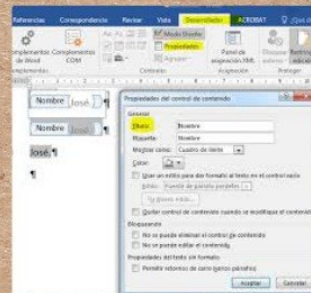 Referencias Correspondencia Revisar Vista Desarrollador ACROBAT ¿Qué d
Complementos de Word Complementos COM
Modo Diseño
Propiedades
Agrupar
Panel de asignación XML
Bloquear Restringir
Complementos Controles Asignación Proteger
Nombre José
Nombre José
José.¶
¶
Propiedades del control de contenido
General
Título: Nombre
Etiqueta: Nombre
Mostrar como: Cuadro de límite
Color:
Usar un estilo para dar formato al texto en el control vacío
Estilo: Fuente de párrafo predeter.
Quitar control de contenido cuando se modifique el contenido
Bloqueando
No se puede eliminar el control de contenido
No se puede editar el contenido
Propiedades del texto sin formato
Permitir retornos de carro (varios párrafos)
Aceptar Cancelar